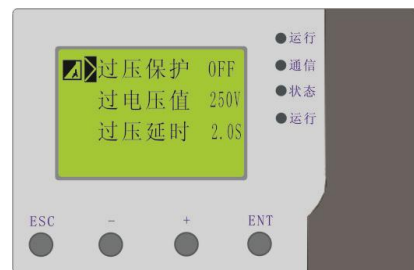 过压保护 OFF
过电压值 250V
过压延时 2.0S
运行
通信
状态
运行
ESC - + ENT